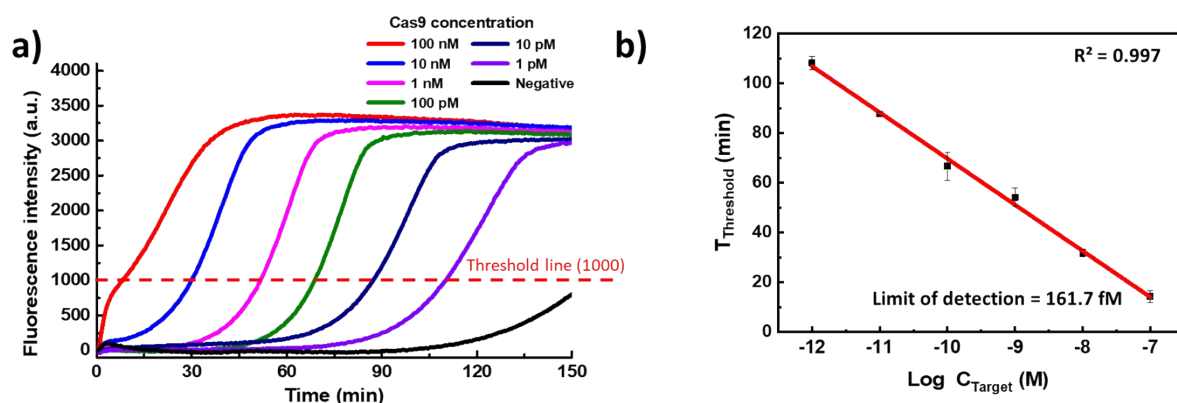 a)
Cas9 concentration
100 nM
10 nM
1 nM
100 pM
10 pM
1 pM
Negative
Fluorescence intensity (a.u.)
4000
3500
3000
2500
2000
1500
1000
500
0
Threshold line (1000)
0 30 60 90 120 150
Time (min)
b)
R² = 0.997
T_Threshold (min)
120
100
80
60
40
20
0
Limit of detection = 161.7 fM
-12 -11 -10 -9 -8 -7
Log C_Target (M)